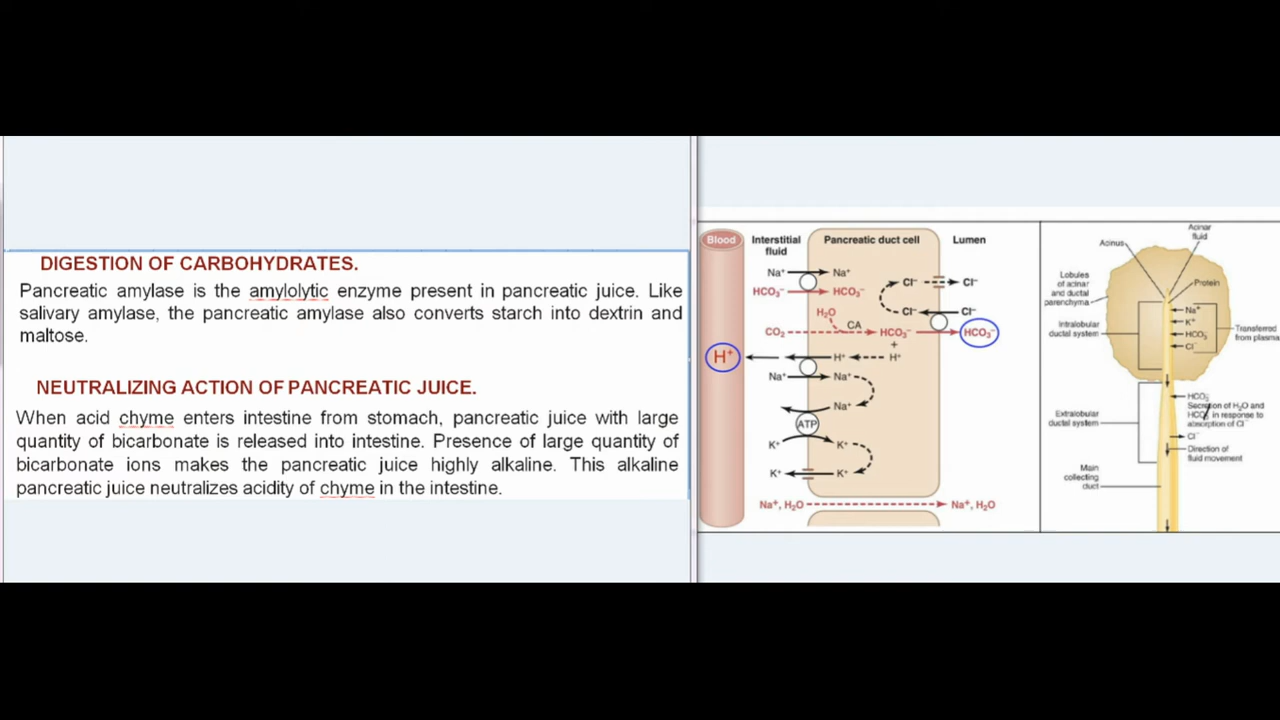 DIGESTION OF CARBOHYDRATES.
Pancreatic amylase is the amylolytic enzyme present in pancreatic juice. Like
salivary amylase, the pancreatic amylase also converts starch into dextrin and
maltose.
NEUTRALIZING ACTION OF PANCREATIC JUICE.
When acid chyme enters intestine from stomach, pancreatic juice with large
quantity of bicarbonate is released into intestine. Presence of large quantity of
bicarbonate ions makes the pancreatic juice highly alkaline. This alkaline
pancreatic juice neutralizes acidity of chyme in the intestine.
Blood
Interstitial
fluid
Pancreatic duct cell
Lumen
Na⁺ Na⁺
HCO₃⁻ HCO₃⁻
Cl⁻ Cl⁻
Cl⁻ Cl⁻
H₂O
CO₂ CA HCO₃⁻ HCO₃⁻
+
H⁺ H⁺ H⁺
Na⁺ Na⁺
Na⁺
ATP
K⁺ K⁺
K⁺ K⁺
Na⁺, H₂O Na⁺, H₂O
Acinus
Acinar
fluid
Protein
Lobules
of acinar
and ductal
parenchyma
Intralobular
ductal system
Na⁺
K⁺
HCO₃⁻
Cl⁻
Transferred
from plasma
Extralobular
ductal system
HCO₃⁻
Secretion of H₂O and
HCO₃⁻ in response to
absorption of Cl⁻
Cl⁻
Direction of
fluid movement
Main
collecting
duct